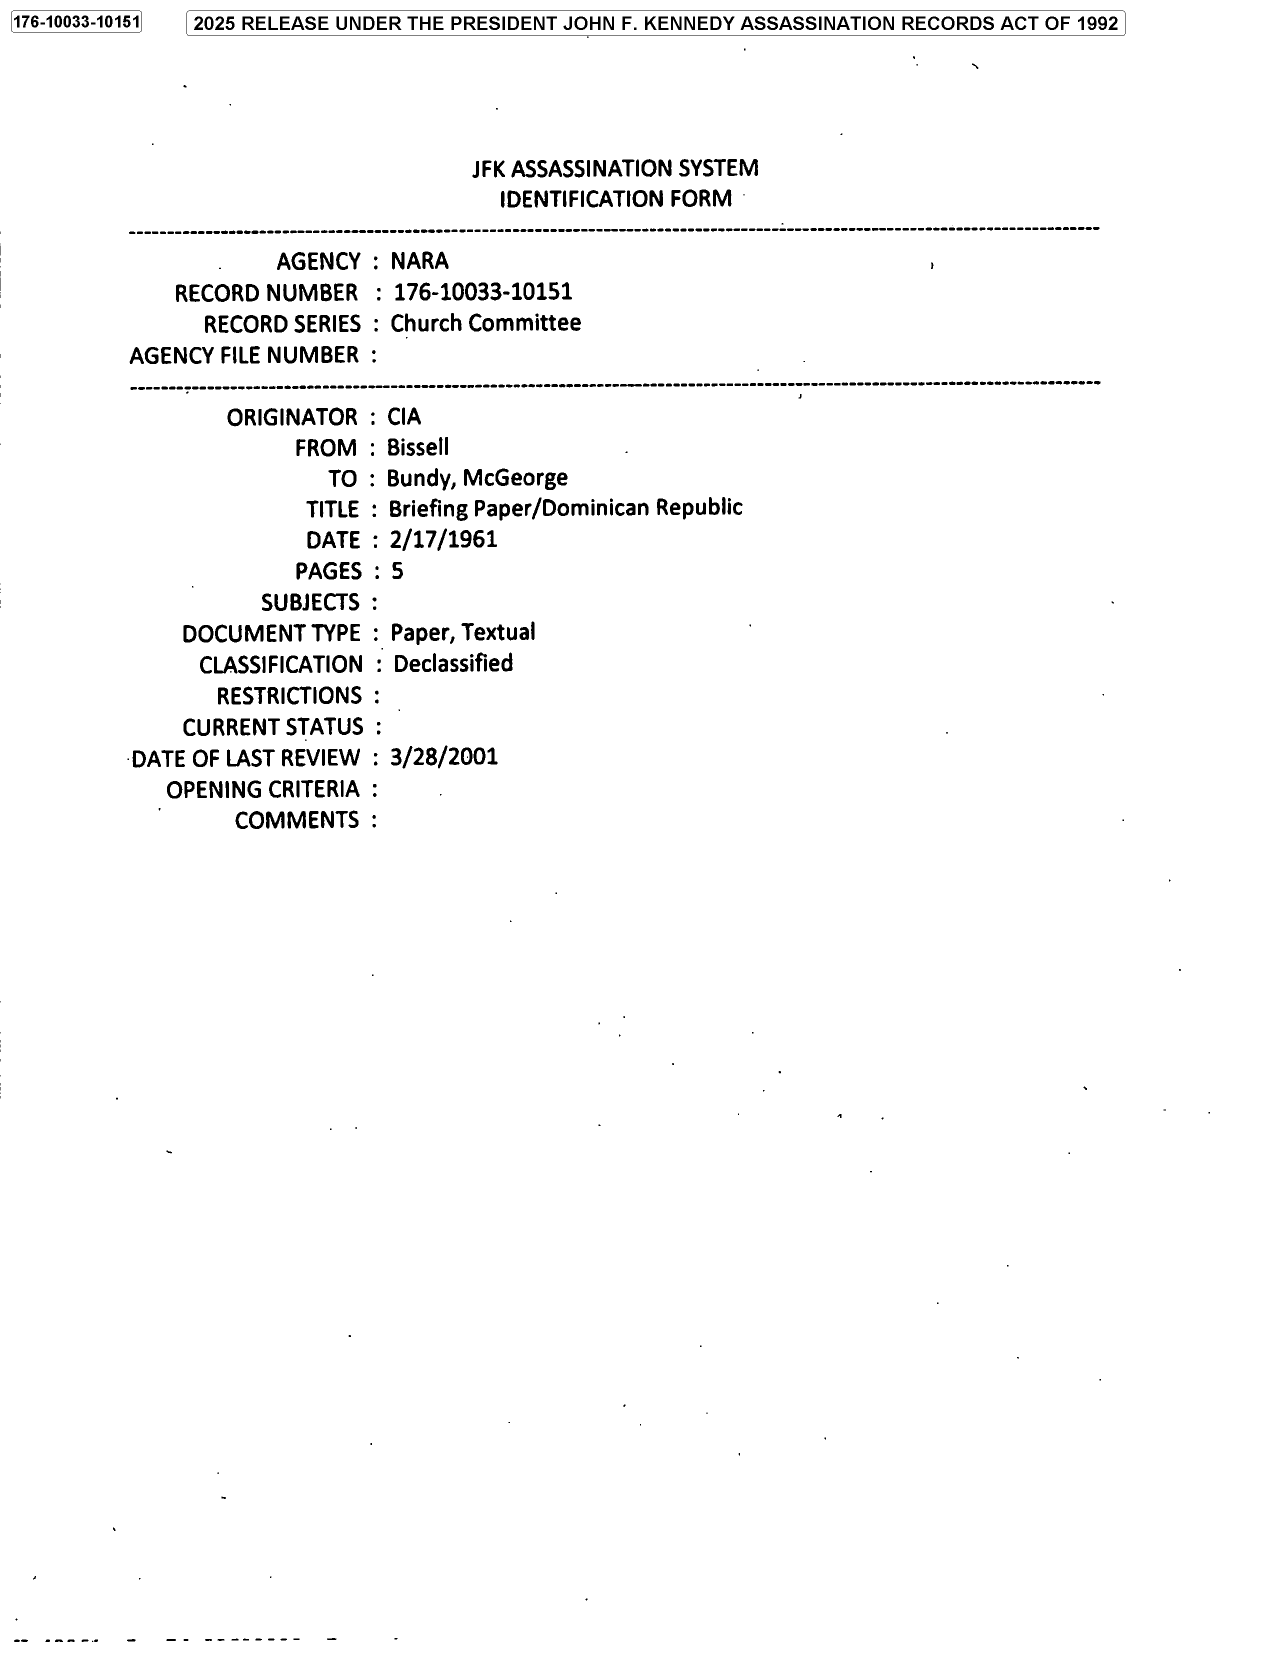 176-10033-10151
2025 RELEASE UNDER THE PRESIDENT JOHN F. KENNEDY ASSASSINATION RECORDS ACT OF 1992
JFK ASSASSINATION SYSTEM
IDENTIFICATION FORM
AGENCY : NARA
RECORD NUMBER : 176-10033-10151
RECORD SERIES : Church Committee
AGENCY FILE NUMBER :
ORIGINATOR : CIA
FROM : Bissell
TO : Bundy, McGeorge
TITLE : Briefing Paper/Dominican Republic
DATE : 2/17/1961
PAGES : 5
SUBJECTS :
DOCUMENT TYPE : Paper, Textual
CLASSIFICATION : Declassified
RESTRICTIONS :
CURRENT STATUS :
DATE OF LAST REVIEW : 3/28/2001
OPENING CRITERIA :
COMMENTS :